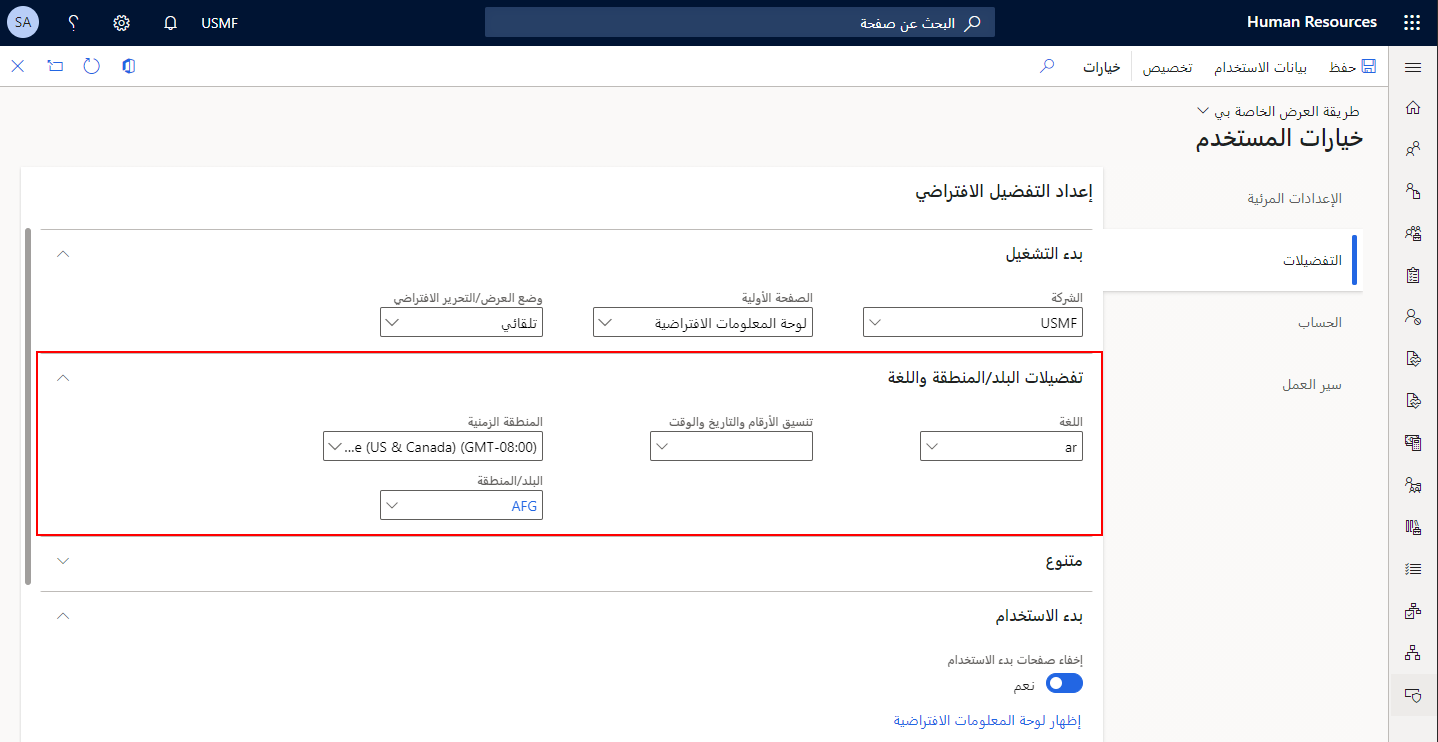 Human Resources
البحث عن صفحة
USMF
SA
حفظ
بيانات الاستخدام
تخصيص
خيارات
طريقة العرض الخاصة بي
خيارات المستخدم
الإعدادات المرئية
التفضيلات
الحساب
سير العمل
إعداد التفضيل الافتراضي
بدء التشغيل
الشركة
USMF
الصفحة الأولية
لوحة المعلومات الافتراضية
وضع العرض/التحرير الافتراضي
تلقائي
تفضيلات البلد/المنطقة واللغة
اللغة
ar
تنسيق الأرقام والتاريخ والوقت
المنطقة الزمنية
...e (US & Canada) (GMT-08:00)
البلد/المنطقة
AFG
متنوع
بدء الاستخدام
إخفاء صفحات بدء الاستخدام
نعم
إظهار لوحة المعلومات الافتراضية